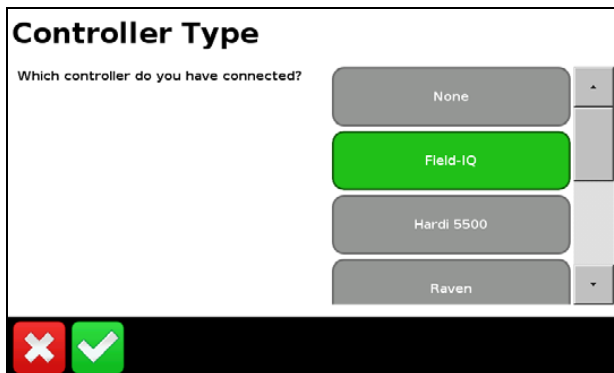 Controller Type
Which controller do you have connected?
None
Field-IQ
Hardi 5500
Raven